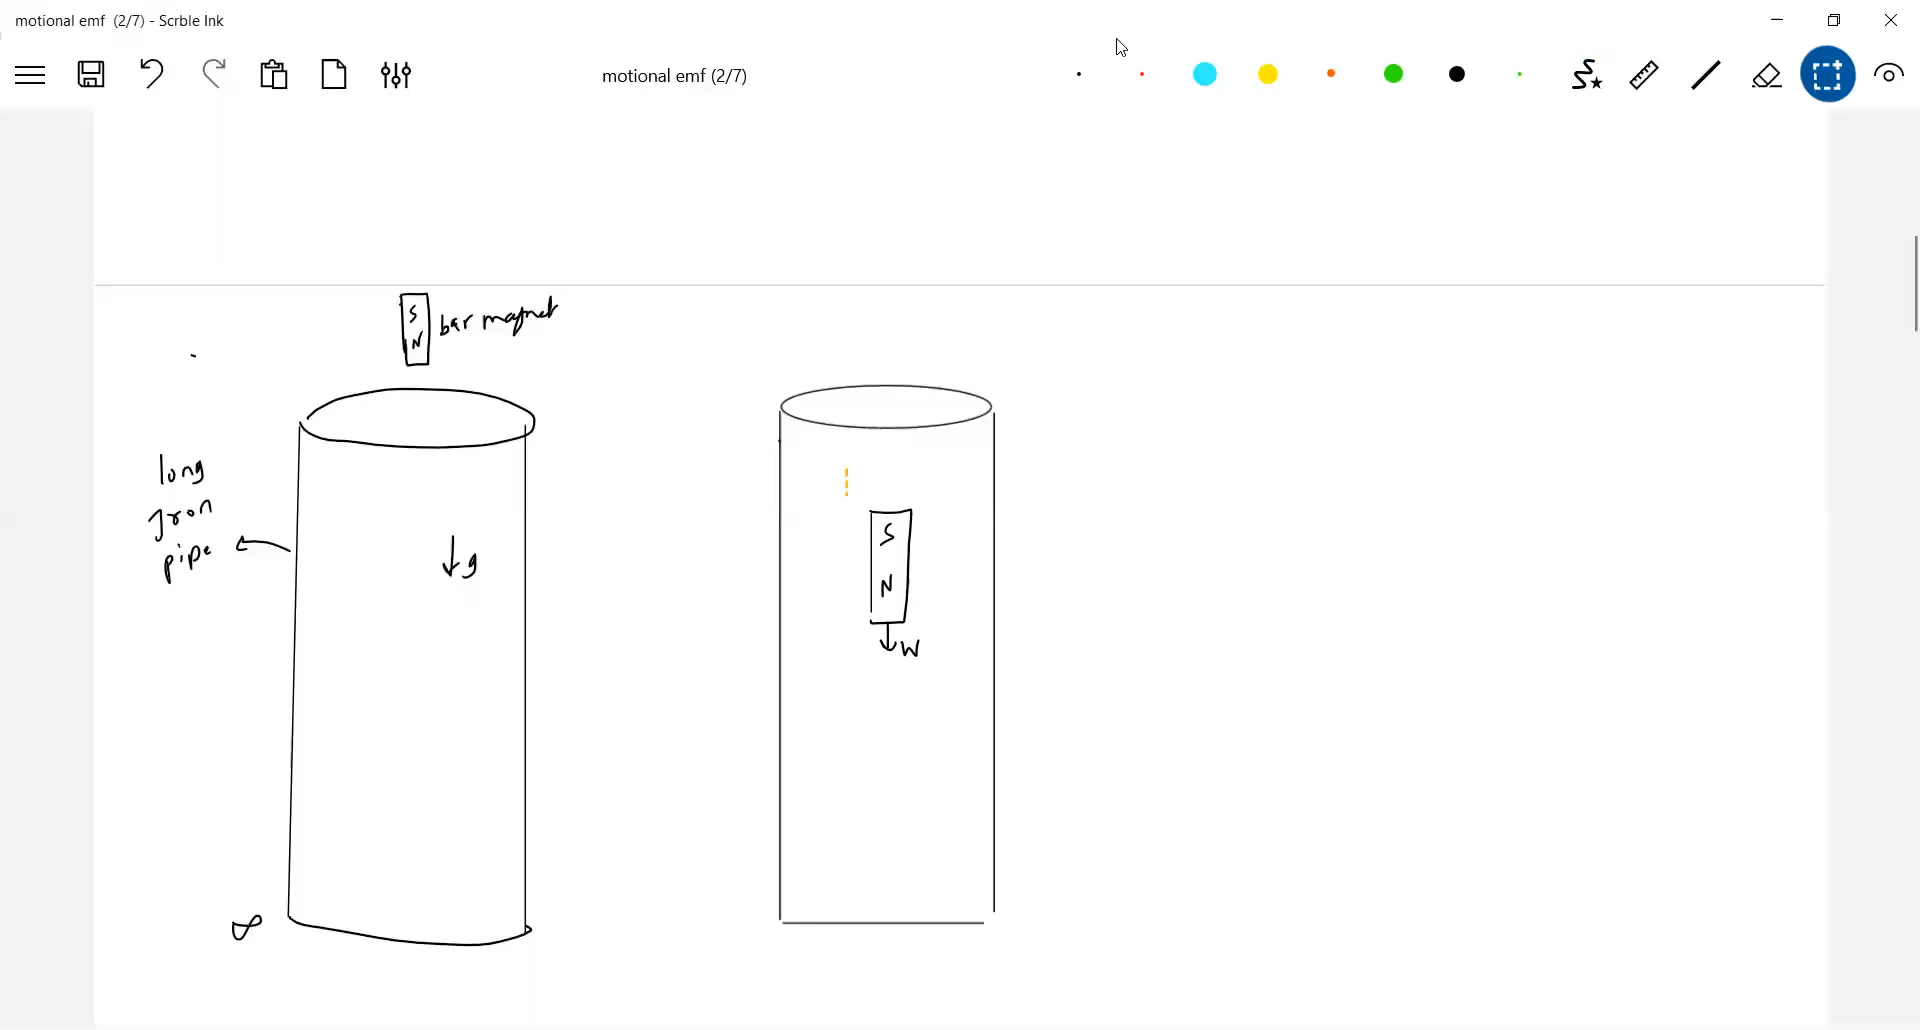 motional emf (2/7) - Scrble Ink
motional emf (2/7)
S
N
bar magnet
long
Iron
pipe
↓g
∞
S
N
↓W